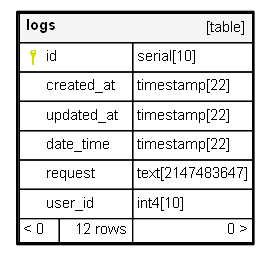 logs [table]
id serial[10]
created_at timestamp[22]
updated_at timestamp[22]
date_time timestamp[22]
request text[2147483647]
user_id int4[10]
< 0 12 rows 0 >